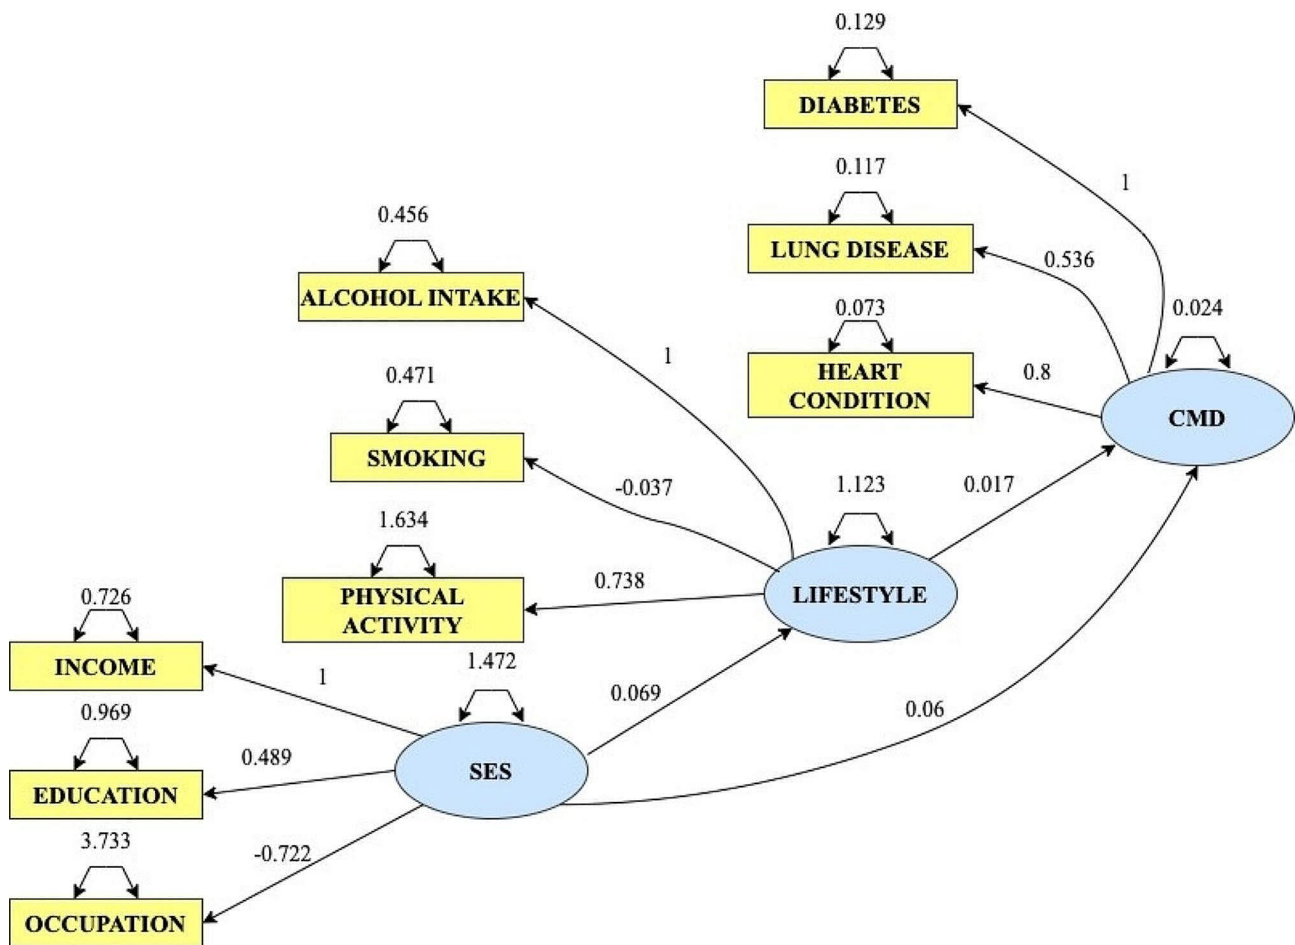 0.129
DIABETES
1
0.117
LUNG DISEASE
0.536
0.456
ALCOHOL INTAKE
0.073
HEART
CONDITION
0.8
0.024
CMD
1
0.471
SMOKING
-0.037
1.123
0.017
1.634
PHYSICAL
ACTIVITY
0.738
LIFESTYLE
0.726
INCOME
1
1.472
0.069
0.06
0.969
EDUCATION
0.489
SES
3.733
OCCUPATION
-0.722